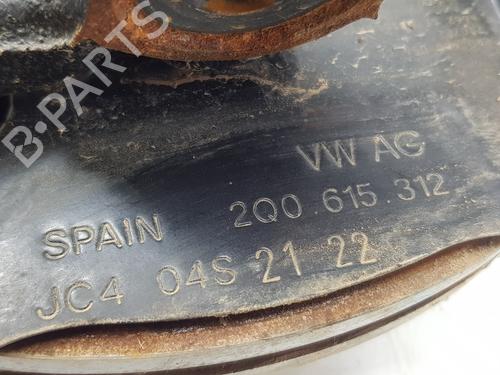 B-PARTS
VW AG
2Q0.615.312
SPAIN
JC4 04S 21 22